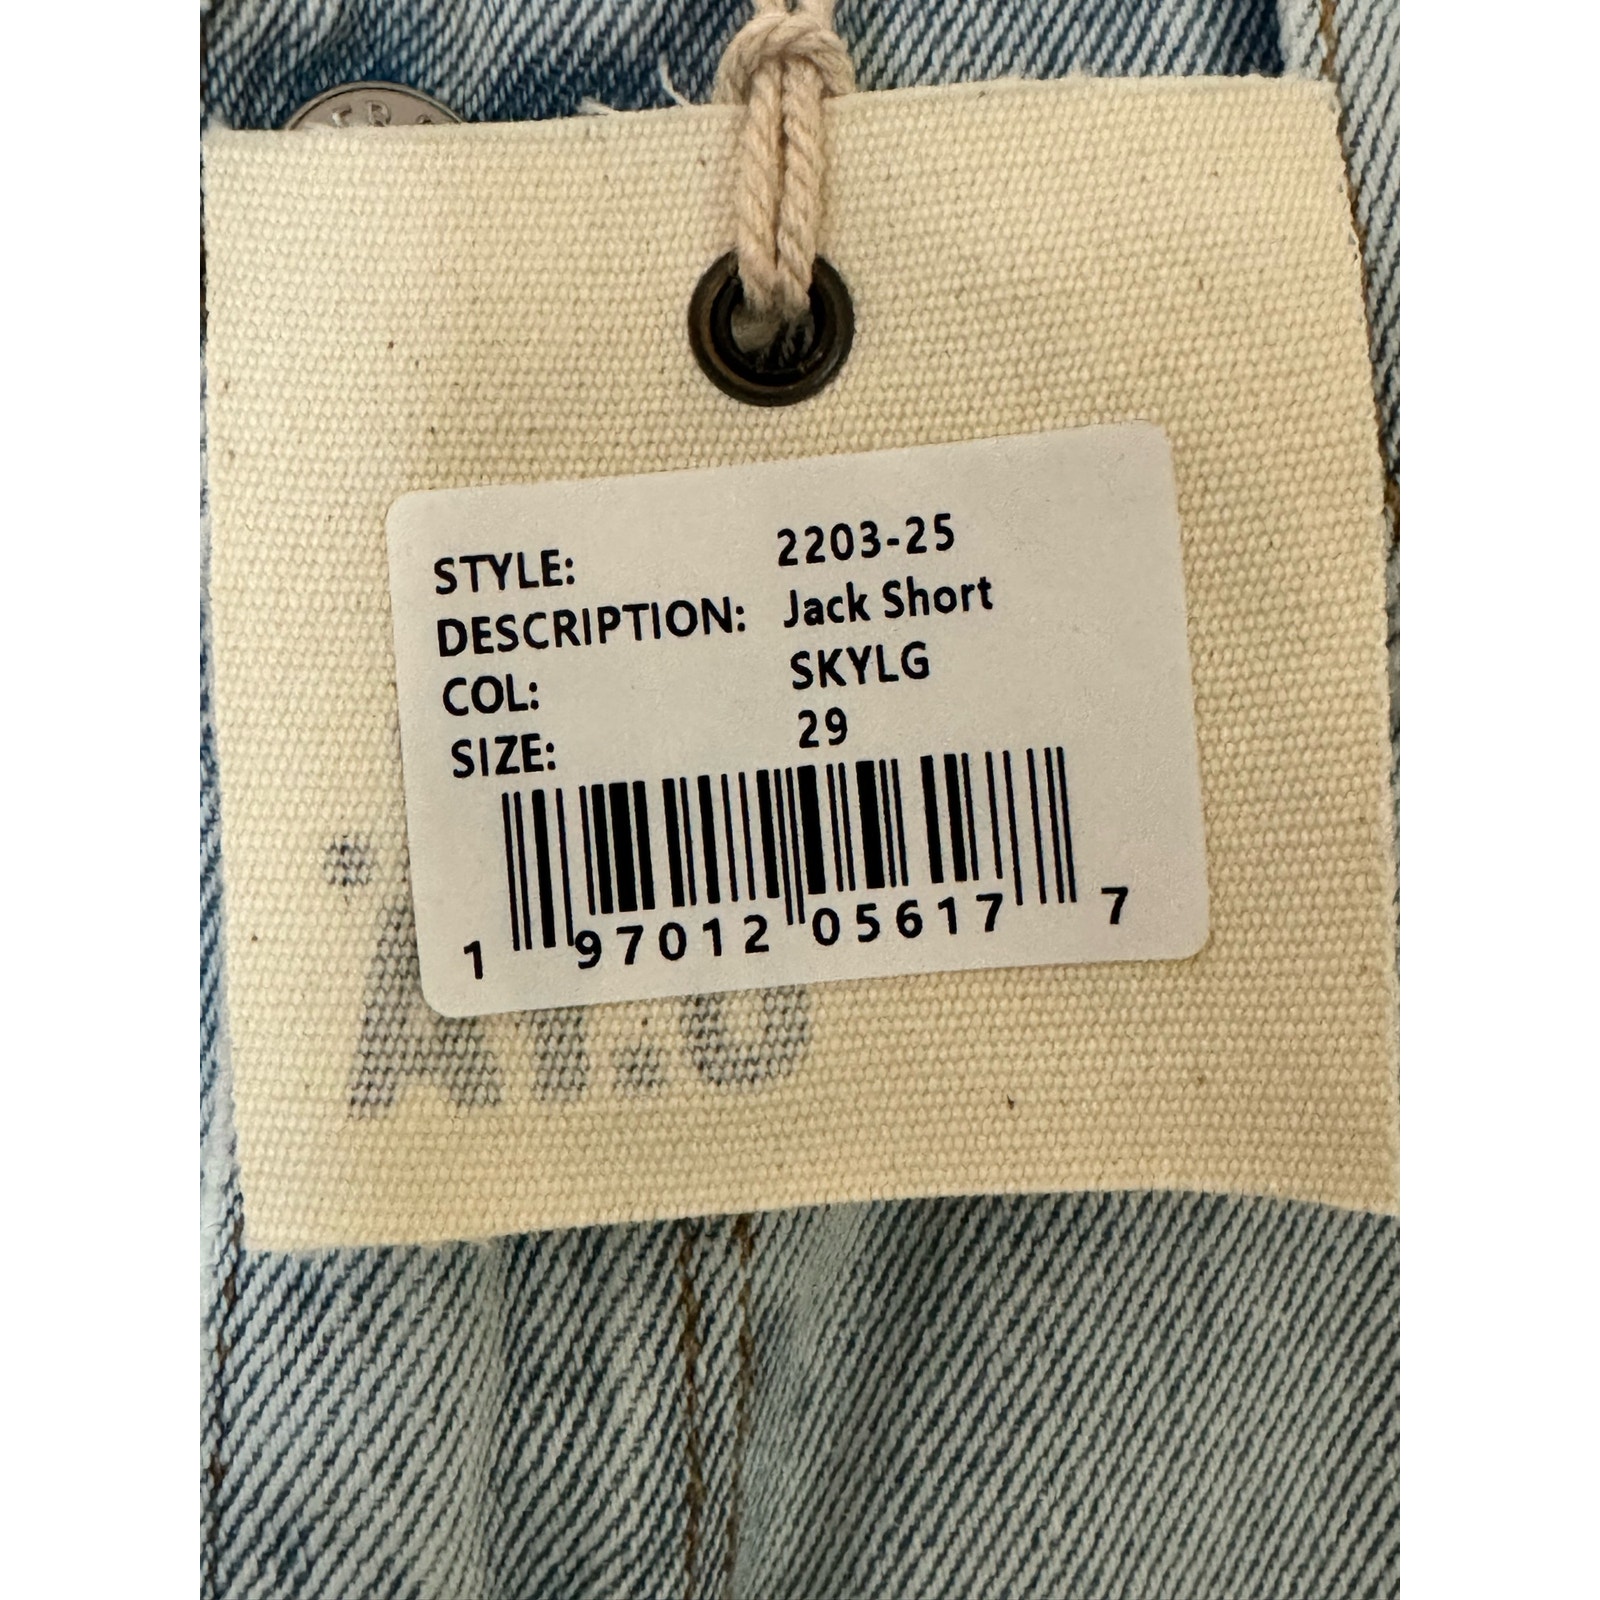 STYLE: 2203-25
DESCRIPTION: Jack Short
COL: SKYLG
SIZE: 29
1 97012 05617 7